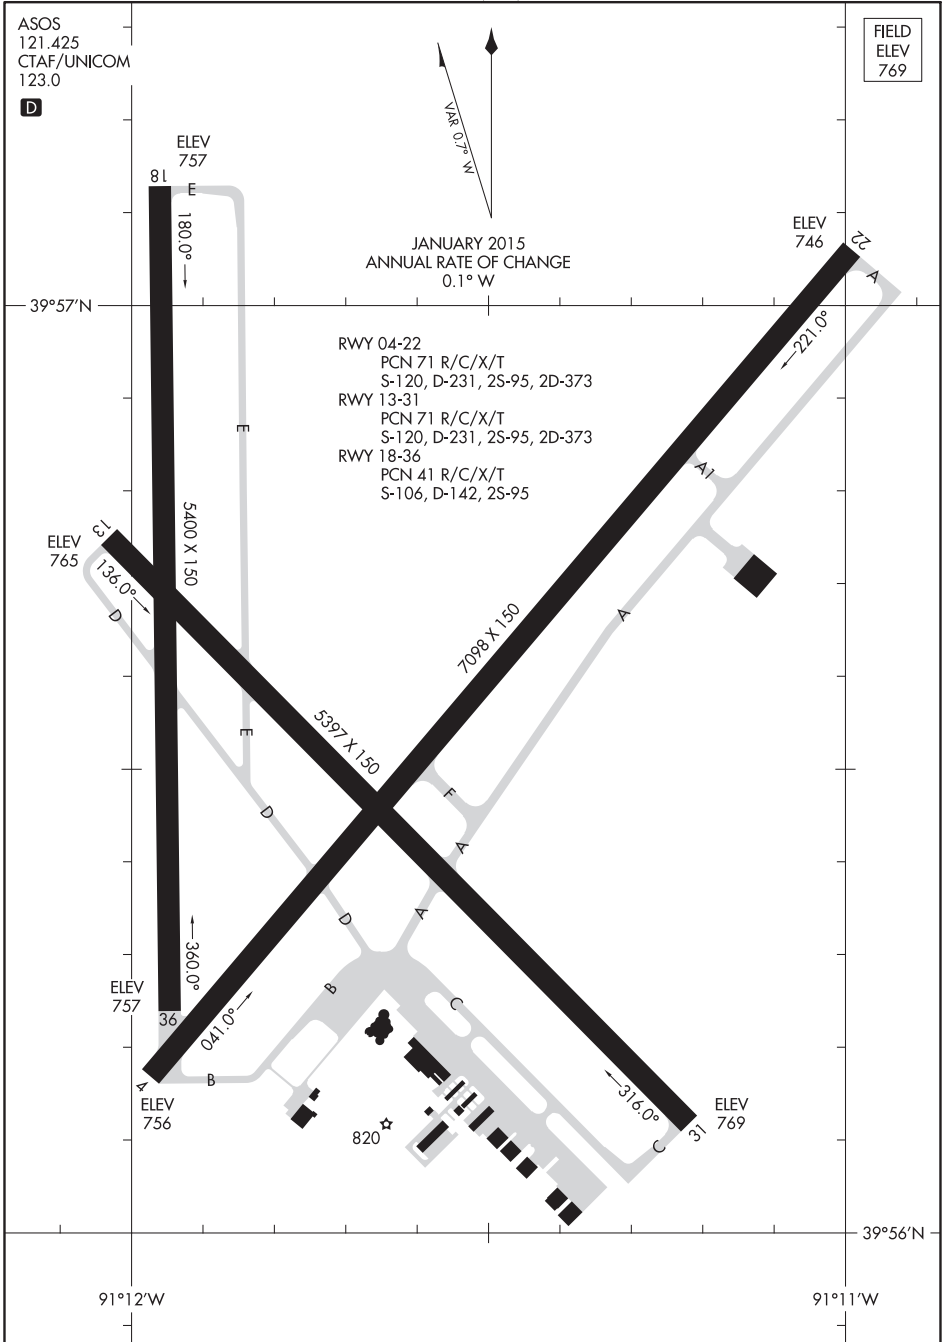 ASOS
121.425
CTAF/UNICOM
123.0
D
FIELD
ELEV
769
VAR 0.7° W
JANUARY 2015
ANNUAL RATE OF CHANGE
0.1° W
ELEV
757
18
E
180.0°
ELEV
746
22
A
221.0°
39°57'N
RWY 04-22
PCN 71 R/C/X/T
S-120, D-231, 2S-95, 2D-373
RWY 13-31
PCN 71 R/C/X/T
S-120, D-231, 2S-95, 2D-373
RWY 18-36
PCN 41 R/C/X/T
S-106, D-142, 2S-95
E
A1
5400 X 150
13
ELEV
765
136.0°
D
A
7098 X 150
5397 X 150
E
F
D
A
A
D
360.0°
ELEV
757
36
B
C
041.0°
B
4
ELEV
756
820
316.0°
ELEV
769
31
C
39°56'N
91°12'W
91°11'W